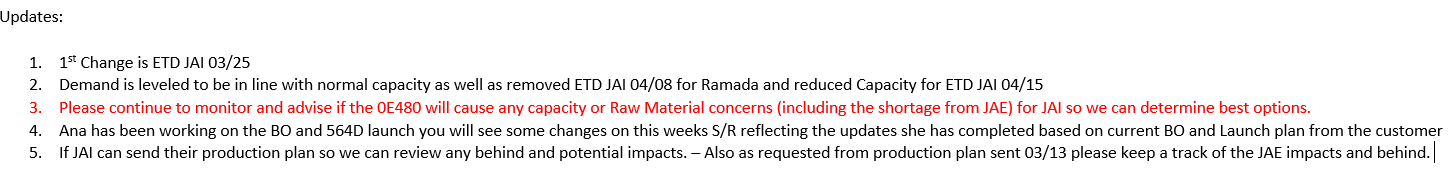 Updates:
1. 1st Change is ETD JAI 03/25
2. Demand is leveled to be in line with normal capacity as well as removed ETD JAI 04/08 for Ramada and reduced Capacity for ETD JAI 04/15
3. Please continue to monitor and advise if the 0E480 will cause any capacity or Raw Material concerns (including the shortage from JAE) for JAI so we can determine best options.
4. Ana has been working on the BO and 564D launch you will see some changes on this weeks S/R reflecting the updates she has completed based on current BO and Launch plan from the customer
5. If JAI can send their production plan so we can review any behind and potential impacts. – Also as requested from production plan sent 03/13 please keep a track of the JAE impacts and behind.